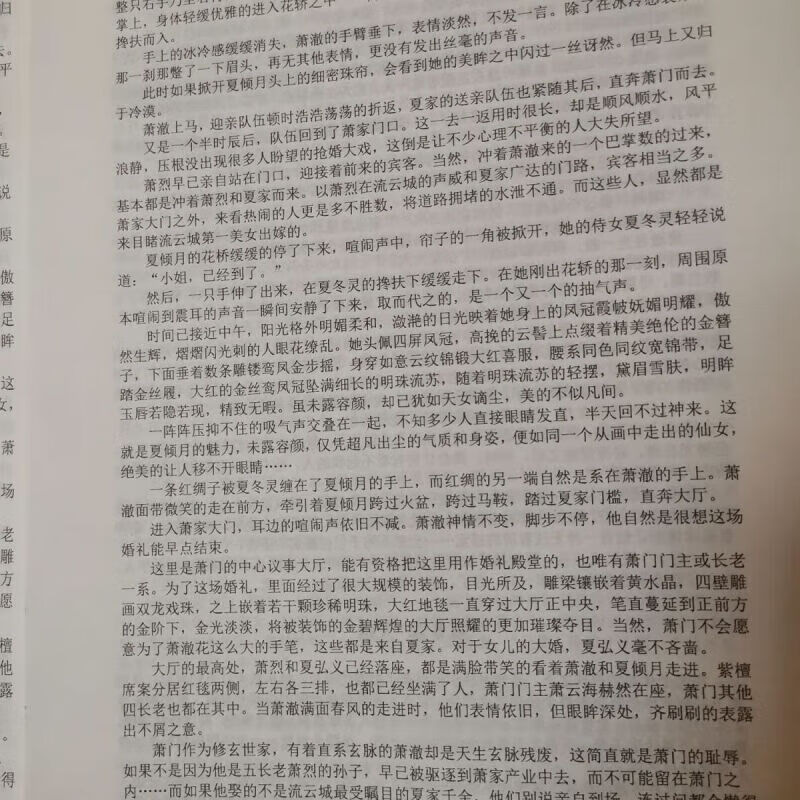 掌上，身体轻缓优雅的进入花轿之中
搀扶而入。
手上的冰冷感缓缓消失，萧澈的手臂垂下，表情淡然，不发一言。除了在冰冷感
那一刹那蹩了一下眉头，再无其他表情，更没有发出丝毫的声音。
此时如果掀开夏倾月头上的细密珠帘，会看到她的美眸之中闪过一丝讶然。但马上又归
于冷漠。
萧澈上马，迎亲队伍顿时浩浩荡荡的折返，夏家的送亲队伍也紧随其后，直奔萧门而去。
又是一个半时辰后，队伍回到了萧家门口。这一去一返用时很长，却是顺风顺水，风平
浪静，压根没出现很多人盼望的抢婚大戏，这倒是让不少心理不平衡的人大失所望。
萧烈早已亲自站在门口，迎接着前来的宾客。当然，冲着萧澈来的一个巴掌数的过来，
基本都是冲着萧烈和夏家而来。以萧烈在流云城的声威和夏家广达的门路，宾客相当之多。
萧家大门之外，来看热闹的人更是多不胜数，将道路拥堵的水泄不通。而这些人，显然都是
来目睹流云城第一美女出嫁的。
夏倾月的花桥缓缓的停了下来，喧闹声中，帘子的一角被掀开，她的侍女夏冬灵轻轻说
道：“小姐，已经到了。”
然后，一只手伸了出来，在夏冬灵的搀扶下缓缓走下。在她刚出花轿的那一刻，周围原
本喧闹到震耳的声音一瞬间安静了下来，取而代之的，是一个又一个的抽气声。
时间已接近中午，阳光格外明媚柔和，潋滟的日光映着她身上的凤冠霞帔妩媚明耀，傲
然生辉，熠熠闪光刺的人眼花缭乱。她头佩四屏凤冠，高挽的云髻上点缀着精美绝伦的金簪
子，下面垂着数条雕镂鸾凤金步摇，身穿如意云纹锦锻大红喜服，腰系同色同纹宽锦带，足
踏金丝履，大红的金丝鸾凤冠坠满细长的明珠流苏，随着明珠流苏的轻摆，黛眉雪肤，明眸
玉唇若隐若现，精致无暇。虽未露容颜，却已犹如天女谪尘，美的不似凡间。
一阵阵压抑不住的吸气声交叠在一起，不知多少人直接眼睛发直，半天回不过神来。这
就是夏倾月的魅力，未露容颜，仅凭超凡出尘的气质和身姿，便如同一个从画中走出的仙女，
绝美的让人移不开眼睛……
一条红绸子被夏冬灵缠在了夏倾月的手上，而红绸的另一端自然是系在萧澈的手上。萧
澈面带微笑的走在前方，牵引着夏倾月跨过火盆，跨过马鞍，踏过夏家门槛，直奔大厅。
进入萧家大门，耳边的喧闹声依旧不减。萧澈神情不变，脚步不停，他自然是很想这场
婚礼能早点结束。
这里是萧门的中心议事大厅，能有资格把这里用作婚礼殿堂的，也唯有萧门门主或长老
一系。为了这场婚礼，里面经过了很大规模的装饰，目光所及，雕梁镶嵌着黄水晶，四壁雕
画双龙戏珠，之上嵌着若干颗珍稀明珠，大红地毯一直穿过大厅正中央，笔直蔓延到正前方
的金阶下，金光淡淡，将被装饰的金碧辉煌的大厅照耀的更加璀璨夺目。当然，萧门不会愿
意为了萧澈花这么大的手笔，这些都是来自夏家。对于女儿的大婚，夏弘义毫不吝啬。
大厅的最高处，萧烈和夏弘义已经落座，都是满脸带笑的看着萧澈和夏倾月走进。紫檀
席案分居红毯两侧，左右各三排，也都已经坐满了人，萧门门主萧云海赫然在座，萧门其他
四长老也都在其中。当萧澈满面春风的走进时，他们表情依旧，但眼眸深处，齐刷刷的表露
出不屑之意。
萧门作为修玄世家，有着直系玄脉的萧澈却是天生玄脉残废，这简直就是萧门的耻辱。
如果不是因为他是五长老萧烈的孙子，早已被驱逐到萧家产业中去，而不可能留在萧门之
内……而如果他娶的不是流云城最受瞩目的夏家千金，他们别说亲自到场，连过问都会懒得